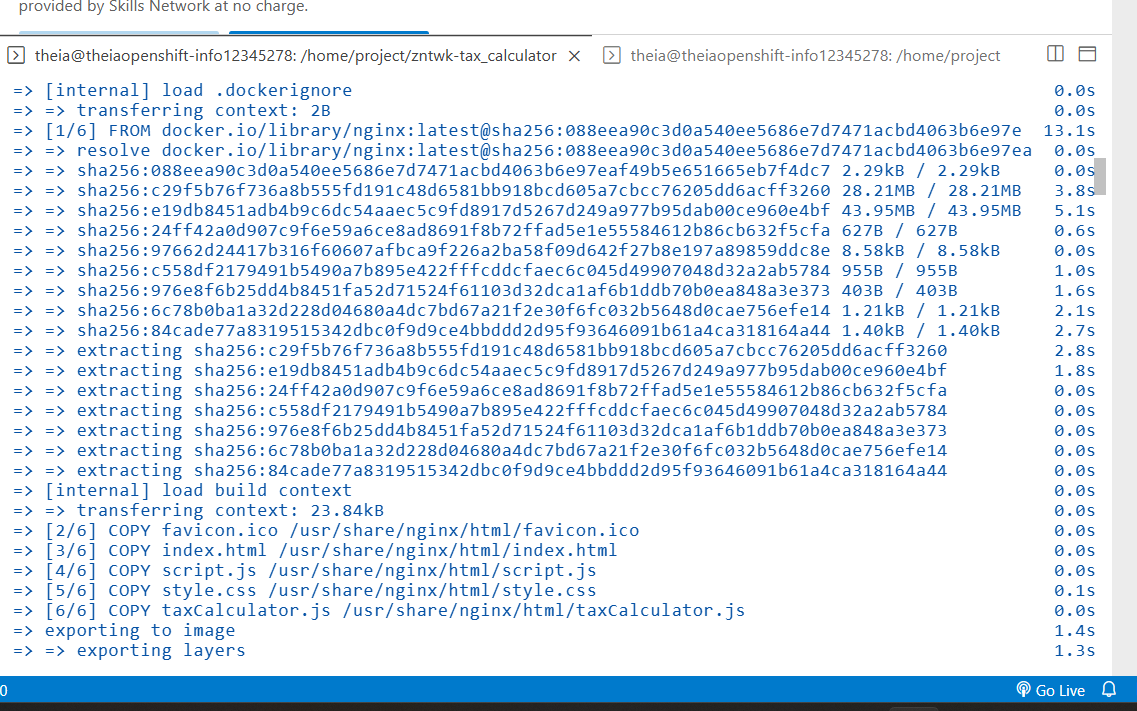 provided by Skills Network at no charge.
theia@theiaopenshift-info12345278: /home/project/zntwk-tax_calculator
theia@theiaopenshift-info12345278: /home/project
=> [internal] load .dockerignore 0.0s
=> => transferring context: 2B 0.0s
=> [1/6] FROM docker.io/library/nginx:latest@sha256:088eea90c3d0a540ee5686e7d7471acbd4063b6e97e 13.1s
=> => resolve docker.io/library/nginx:latest@sha256:088eea90c3d0a540ee5686e7d7471acbd4063b6e97ea 0.0s
=> => sha256:088eea90c3d0a540ee5686e7d7471acbd4063b6e97eaf49b5e651665eb7f4dc7 2.29kB / 2.29kB 0.0s
=> => sha256:c29f5b76f736a8b555fd191c48d6581bb918bcd605a7cbcc76205dd6acff3260 28.21MB / 28.21MB 3.8s
=> => sha256:e19db8451adb4b9c6dc54aaec5c9fd8917d5267d249a977b95dab00ce960e4bf 43.95MB / 43.95MB 5.1s
=> => sha256:24ff42a0d907c9f6e59a6ce8ad8691f8b72ffad5e1e55584612b86cb632f5cfa 627B / 627B 0.6s
=> => sha256:97662d24417b316f60607afbca9f226a2ba58f09d642f27b8e197a89859ddc8e 8.58kB / 8.58kB 0.0s
=> => sha256:c558df2179491b5490a7b895e422fffcddcfaec6c045d49907048d32a2ab5784 955B / 955B 1.0s
=> => sha256:976e8f6b25dd4b8451fa52d71524f61103d32dca1af6b1ddb70b0ea848a3e373 403B / 403B 1.6s
=> => sha256:6c78b0ba1a32d228d04680a4dc7bd67a21f2e30f6fc032b5648d0cae756efe14 1.21kB / 1.21kB 2.1s
=> => sha256:84cade77a8319515342dbc0f9d9ce4bbddd2d95f93646091b61a4ca318164a44 1.40kB / 1.40kB 2.7s
=> => extracting sha256:c29f5b76f736a8b555fd191c48d6581bb918bcd605a7cbcc76205dd6acff3260 2.8s
=> => extracting sha256:e19db8451adb4b9c6dc54aaec5c9fd8917d5267d249a977b95dab00ce960e4bf 1.8s
=> => extracting sha256:24ff42a0d907c9f6e59a6ce8ad8691f8b72ffad5e1e55584612b86cb632f5cfa 0.0s
=> => extracting sha256:c558df2179491b5490a7b895e422fffcddcfaec6c045d49907048d32a2ab5784 0.0s
=> => extracting sha256:976e8f6b25dd4b8451fa52d71524f61103d32dca1af6b1ddb70b0ea848a3e373 0.0s
=> => extracting sha256:6c78b0ba1a32d228d04680a4dc7bd67a21f2e30f6fc032b5648d0cae756efe14 0.0s
=> => extracting sha256:84cade77a8319515342dbc0f9d9ce4bbddd2d95f93646091b61a4ca318164a44 0.0s
=> [internal] load build context 0.0s
=> => transferring context: 23.84kB 0.0s
=> [2/6] COPY favicon.ico /usr/share/nginx/html/favicon.ico 0.0s
=> [3/6] COPY index.html /usr/share/nginx/html/index.html 0.0s
=> [4/6] COPY script.js /usr/share/nginx/html/script.js 0.0s
=> [5/6] COPY style.css /usr/share/nginx/html/style.css 0.1s
=> [6/6] COPY taxCalculator.js /usr/share/nginx/html/taxCalculator.js 0.0s
=> exporting to image 1.4s
=> => exporting layers 1.3s
0 Go Live